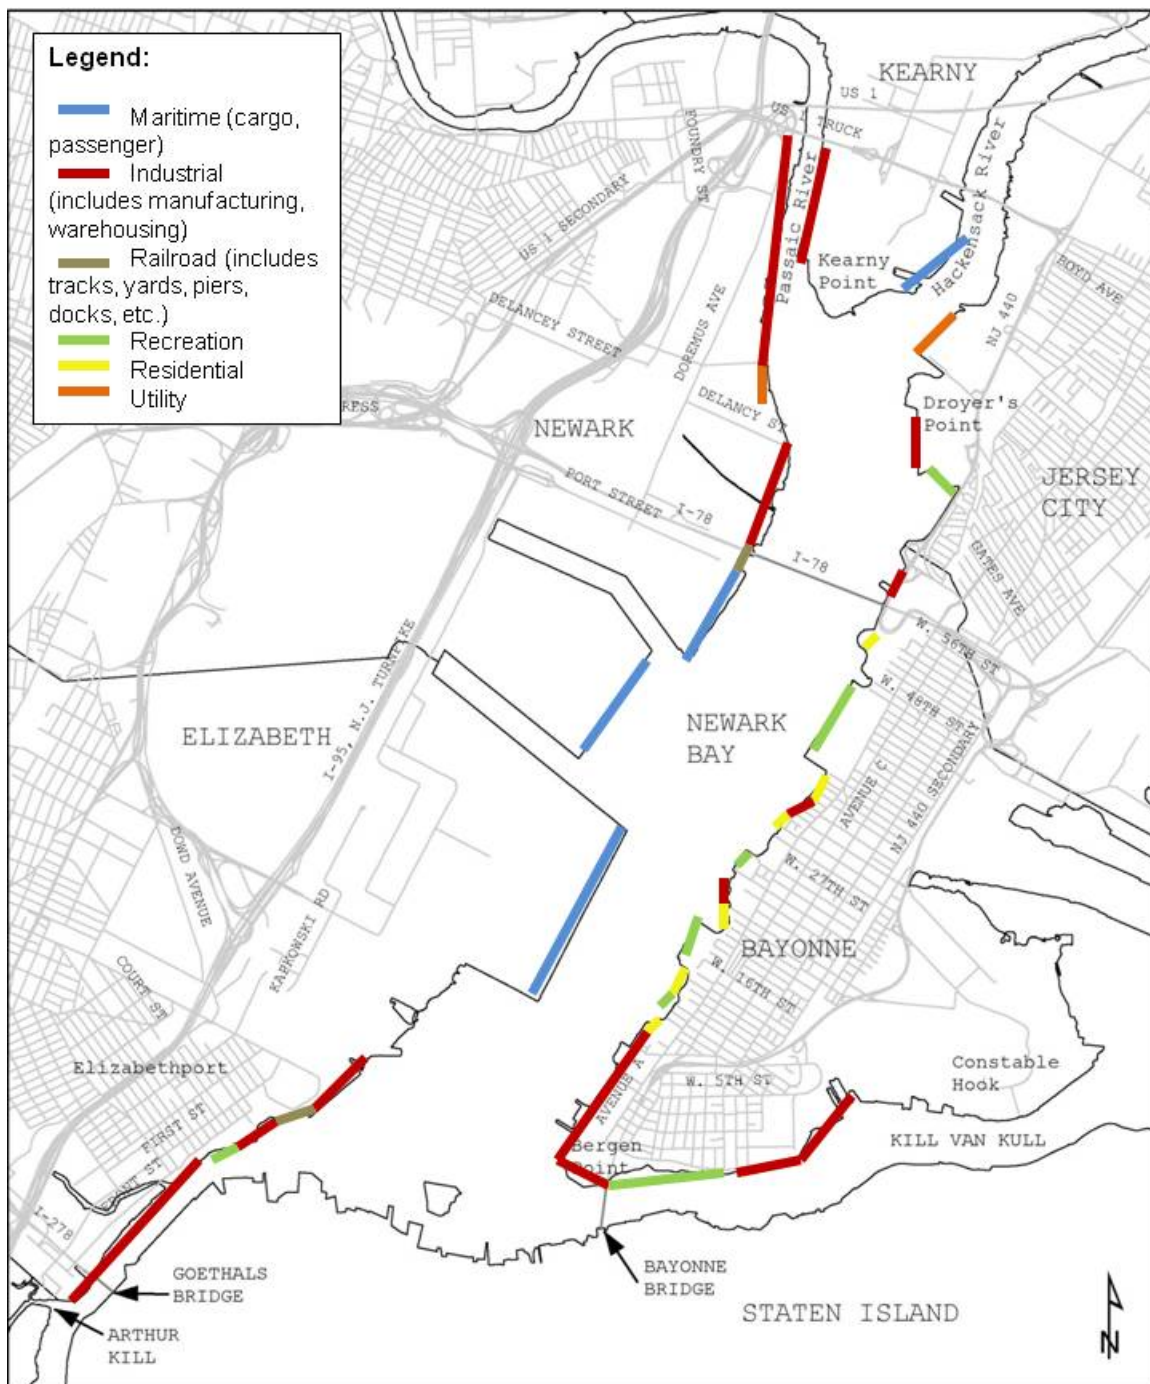 Legend:
Maritime (cargo,
passenger)
Industrial
(includes manufacturing,
warehousing)
Railroad (includes
tracks, yards, piers,
docks, etc.)
Recreation
Residential
Utility
KEARNY
US 1
US 1 TRUCK
FOUNDRY ST
US 1 SECONDARY
Passaic River
Hackensack River
Kearny
Point
ROYD AVE
NJ 440
DELANCEY STREET
DOREMUS AVE
RESS
DELANCY ST
Droyer's
Point
NEWARK
JERSEY
CITY
PORT STREET
I-78
I-78
GATES AVE
W. 56TH ST
I-95, N.J. TURNPIKE
W. 48TH ST
ELIZABETH
NEWARK
BAY
AVENUE C
NJ 440 SECONDARY
DOWD AVENUE
W. 27TH ST
KAPKOWSKI RD
BAYONNE
COURT ST
W. 16TH ST
Elizabethport
Constable
Hook
W. 5TH ST
AVENUE A
FIRST ST
FRONT ST
Bergen
Point
KILL VAN KULL
I-278
GOETHALS
BRIDGE
BAYONNE
BRIDGE
STATEN ISLAND
ARTHUR
KILL
N